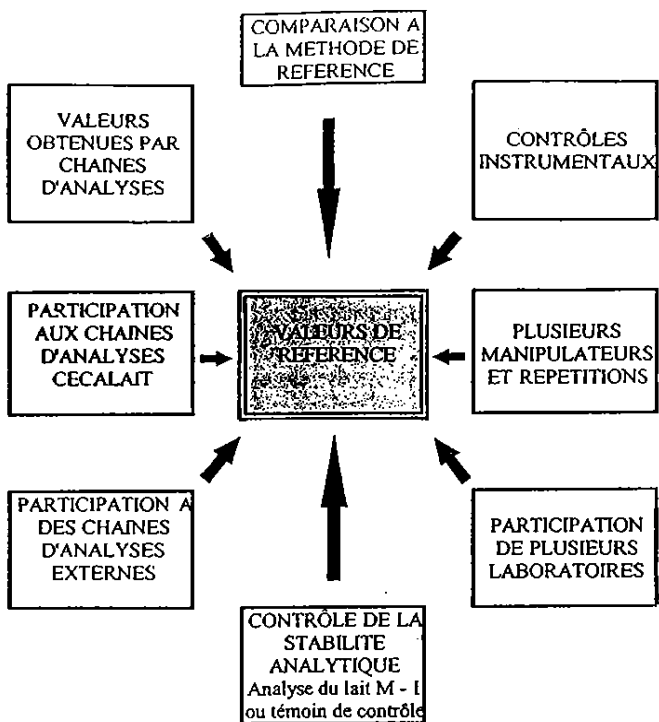 COMPARAISON A
LA METHODE DE
REFERENCE
VALEURS
OBTENUES PAR
CHAINES
D'ANALYSES
CONTRÔLES
INSTRUMENTAUX
PARTICIPATION
AUX CHAINES
D'ANALYSES
CECALAIT
VALEURS DE
REFERENCE
PLUSIEURS
MANIPULATEURS
ET REPETITIONS
PARTICIPATION A
DES CHAINES
D'ANALYSES
EXTERNES
PARTICIPATION
DE PLUSIEURS
LABORATOIRES
CONTRÔLE DE LA
STABILITE
ANALYTIQUE
Analyse du lait M - 1
ou témoin de contrôle